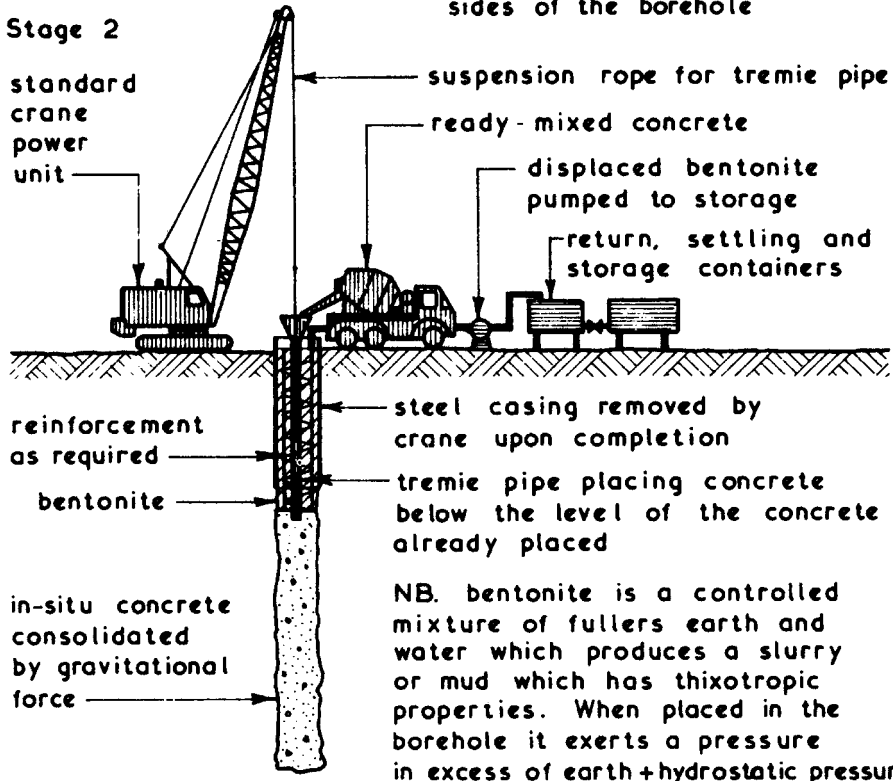 sides of the borehole
Stage 2
standard
crane
power
unit
suspension rope for tremie pipe
ready-mixed concrete
displaced bentonite
pumped to storage
return, settling and
storage containers
reinforcement
as required
bentonite
steel casing removed by
crane upon completion
tremie pipe placing concrete
below the level of the concrete
already placed
in-situ concrete
consolidated
by gravitational
force
NB. bentonite is a controlled
mixture of fullers earth and
water which produces a slurry
or mud which has thixotropic
properties. When placed in the
borehole it exerts a pressure
in excess of earth+hydrostatic pressur